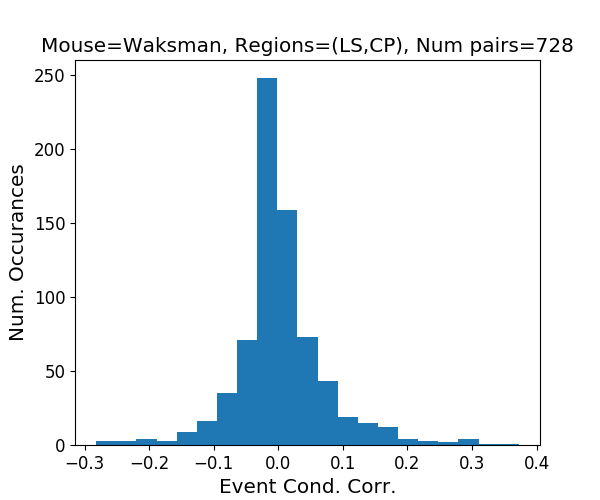 Mouse=Waksman, Regions=(LS,CP), Num pairs=728
250
200
150
100
50
0
Num. Occurances
−0.3 −0.2 −0.1 0.0 0.1 0.2 0.3 0.4
Event Cond. Corr.